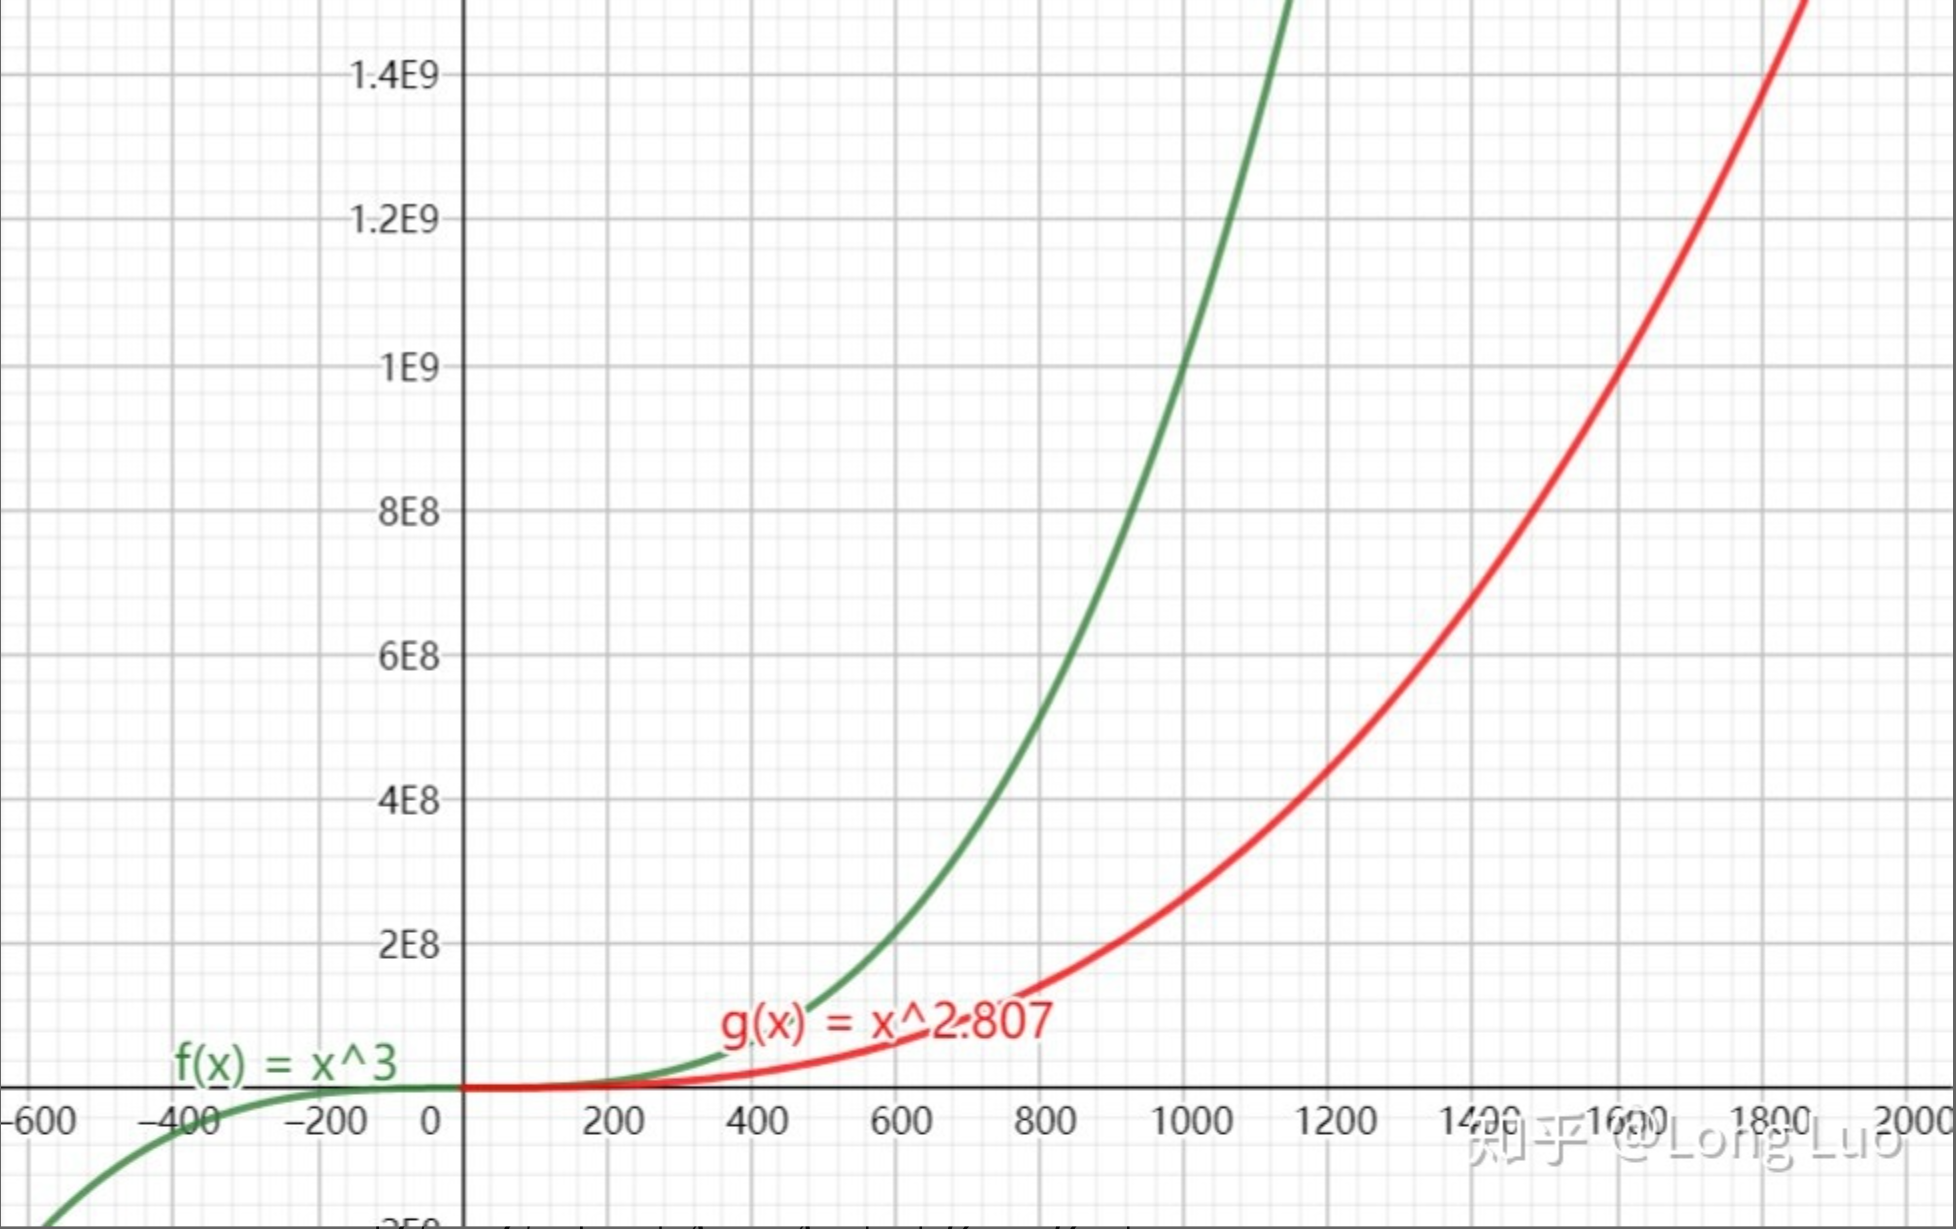 1.4E9
1.2E9
1E9
8E8
6E8
4E8
2E8
g(x) = x^2.807
f(x) = x^3
−600 −400 −200 0 200 400 600 800 1000 1200 1400 1600 1800 2000
知乎 @Long Luo